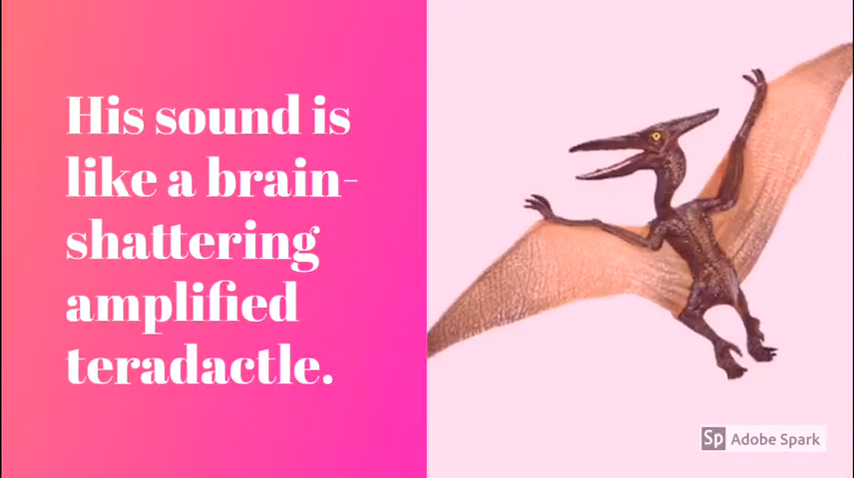 His sound is
like a brain-
shattering
amplified
teradactle.
Sp Adobe Spark